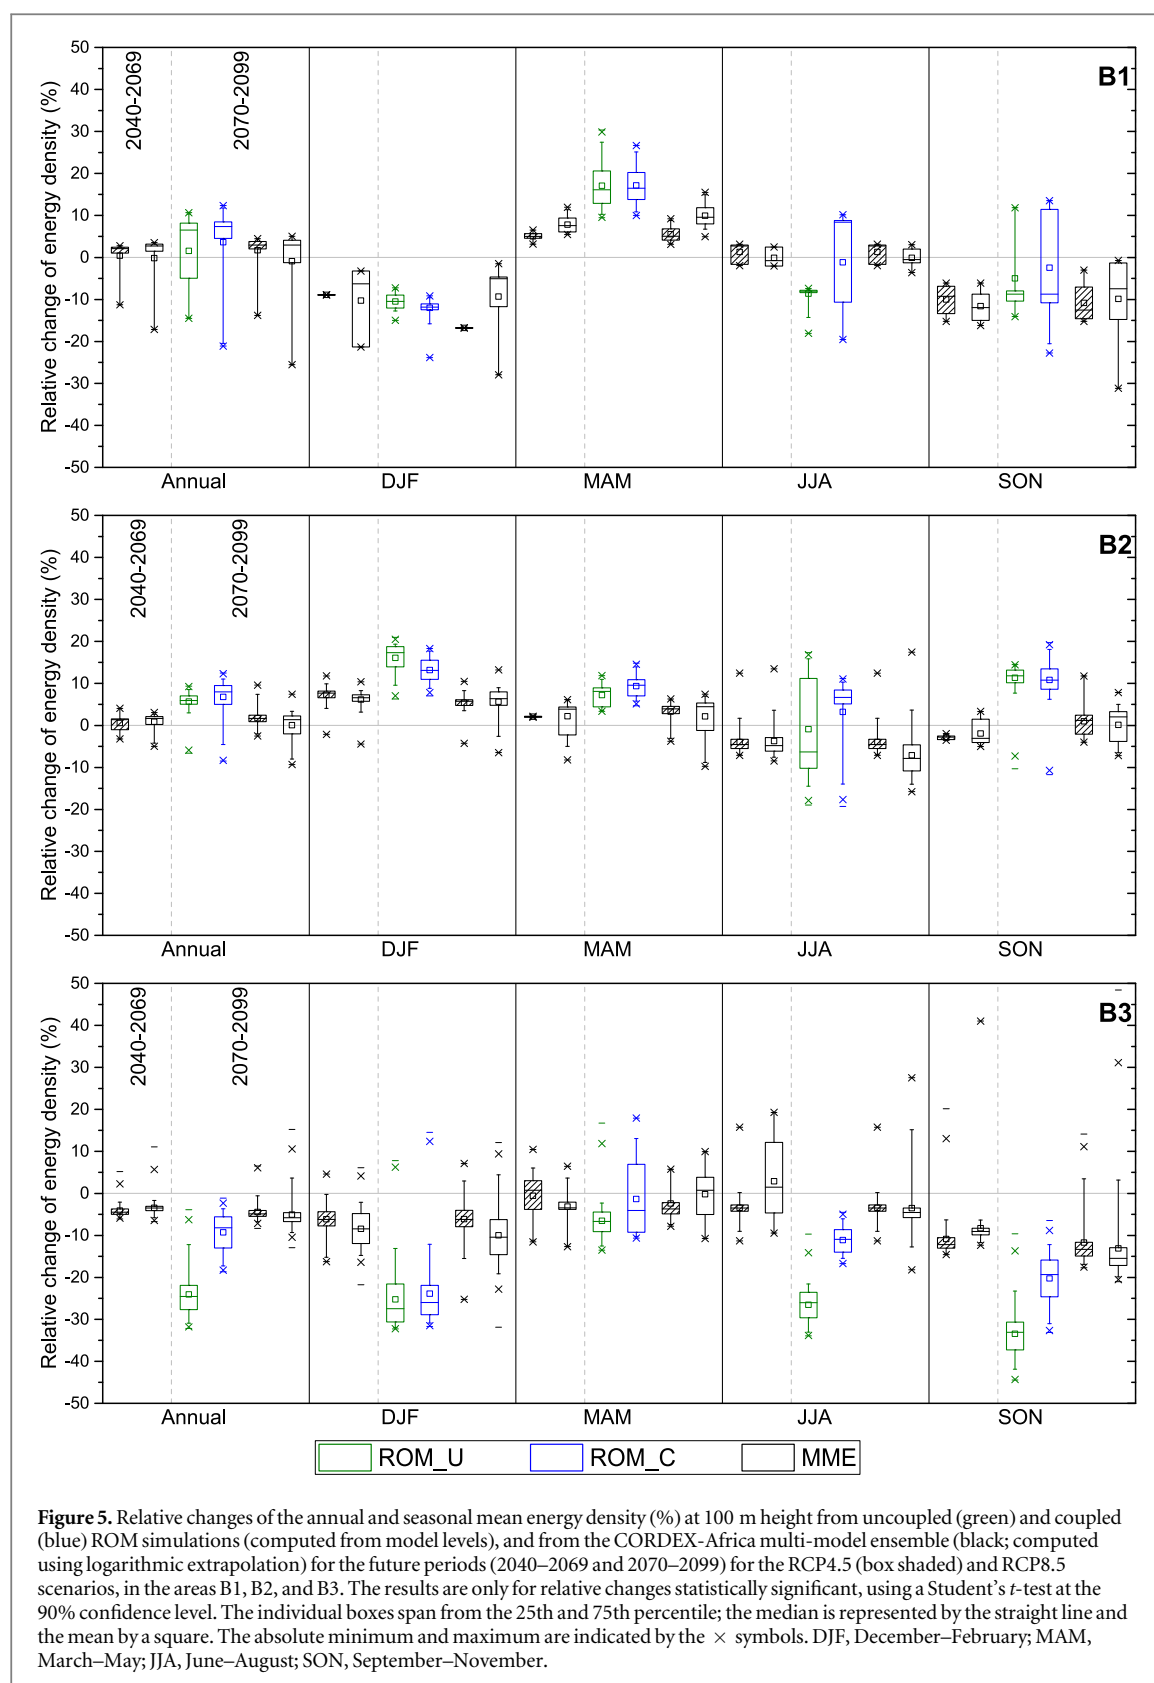 50
40
30
20
10
0
-10
-20
-30
-40
-50
Relative change of energy density (%)
2040-2069
2070-2099
B1
Annual DJF MAM JJA SON
50
40
30
20
10
0
-10
-20
-30
-40
-50
Relative change of energy density (%)
2040-2069
2070-2099
B2
Annual DJF MAM JJA SON
50
40
30
20
10
0
-10
-20
-30
-40
-50
Relative change of energy density (%)
2040-2069
2070-2099
B3
Annual DJF MAM JJA SON
ROM_U ROM_C MME
Figure 5. Relative changes of the annual and seasonal mean energy density (%) at 100 m height from uncoupled (green) and coupled
(blue) ROM simulations (computed from model levels), and from the CORDEX-Africa multi-model ensemble (black; computed
using logarithmic extrapolation) for the future periods (2040–2069 and 2070–2099) for the RCP4.5 (box shaded) and RCP8.5
scenarios, in the areas B1, B2, and B3. The results are only for relative changes statistically significant, using a Student's t-test at the
90% confidence level. The individual boxes span from the 25th and 75th percentile; the median is represented by the straight line and
the mean by a square. The absolute minimum and maximum are indicated by the × symbols. DJF, December–February; MAM,
March–May; JJA, June–August; SON, September–November.